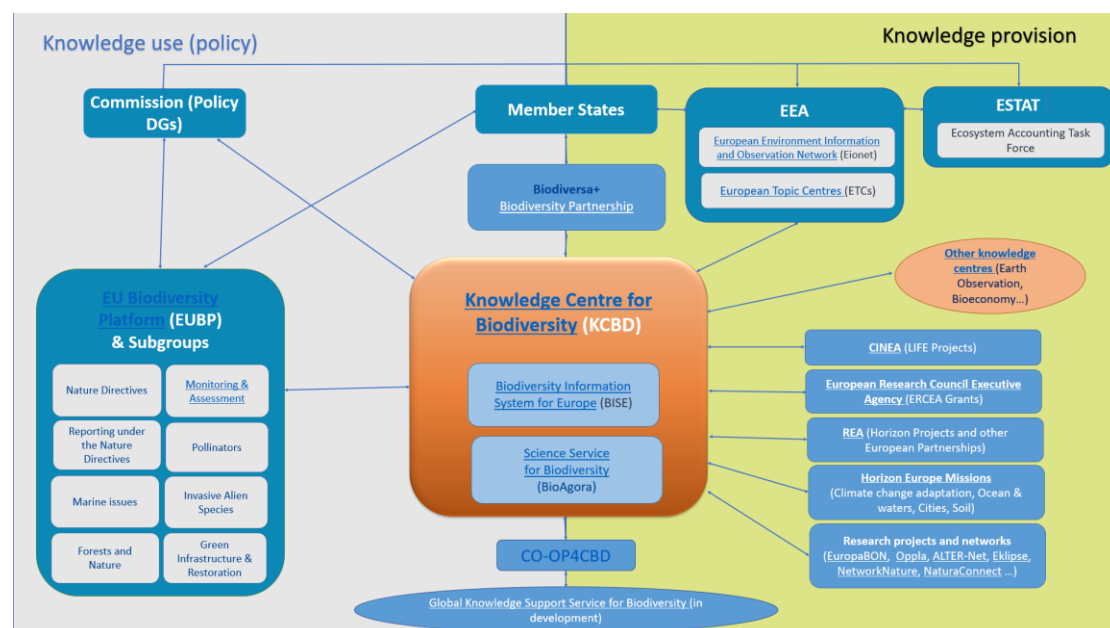 Knowledge use (policy)
Knowledge provision
Commission (Policy
DGs)
Member States
EEA
European Environment Information
and Observation Network (Eionet)
European Topic Centres (ETCs)
ESTAT
Ecosystem Accounting Task
Force
Biodiversa+
Biodiversity Partnership
EU Biodiversity
Platform (EUBP)
& Subgroups
Nature Directives
Monitoring &
Assessment
Reporting under
the Nature
Directives
Pollinators
Marine issues
Invasive Alien
Species
Forests and
Nature
Green
Infrastructure &
Restoration
Knowledge Centre for
Biodiversity (KCBD)
Biodiversity Information
System for Europe (BISE)
Science Service
for Biodiversity
(BioAgora)
CO-OP4CBD
Global Knowledge Support Service for Biodiversity (in
development)
Other knowledge
centres (Earth
Observation,
Bioeconomy...)
CINEA (LIFE Projects)
European Research Council Executive
Agency (ERCEA Grants)
REA (Horizon Projects and other
European Partnerships)
Horizon Europe Missions
(Climate change adaptation, Ocean &
waters, Cities, Soil)
Research projects and networks
(EuropaBON, Oppla, ALTER-Net, Eklipse,
NetworkNature, NaturaConnect ...)